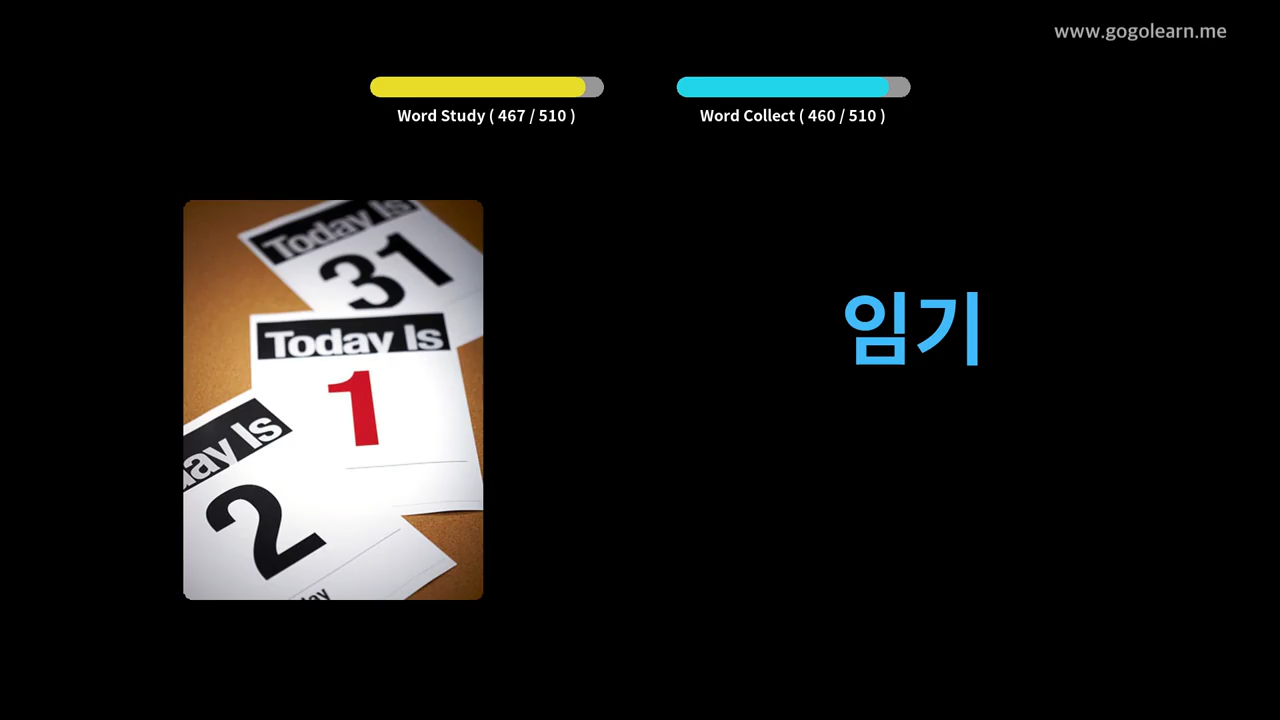 www.gogolearn.me
Word Study ( 467 / 510 )
Word Collect ( 460 / 510 )
Today Is
31
Today Is
1
ay Is
2
ay
임기